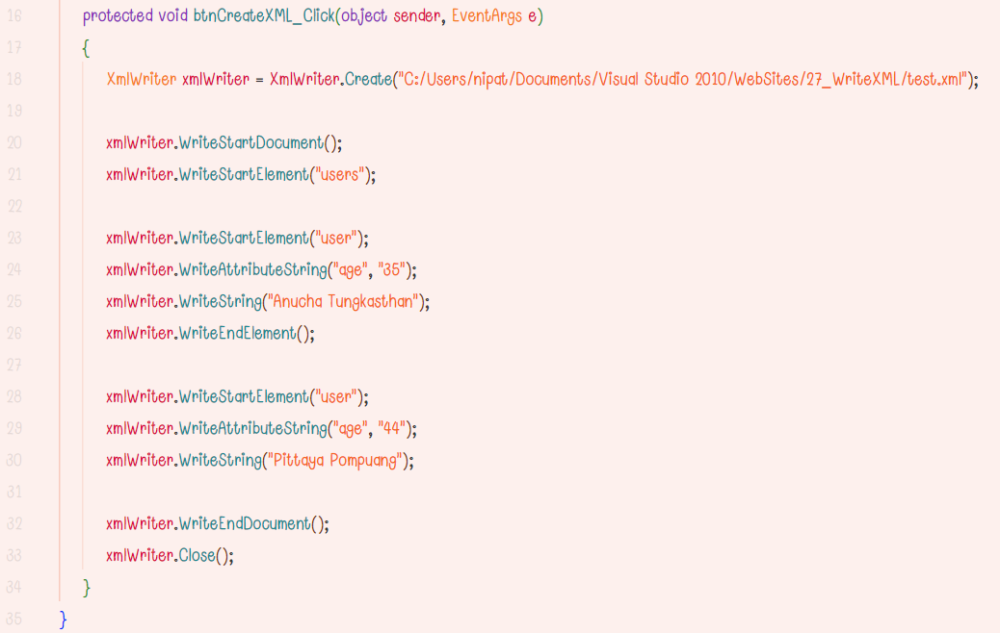 16 protected void btnCreateXML_Click(object sender, EventArgs e)
17 {
18 XmlWriter xmlWriter = XmlWriter.Create("C:/Users/nipat/Documents/Visual Studio 2010/WebSites/27_WriteXML/test.xml");
19
20 xmlWriter.WriteStartDocument();
21 xmlWriter.WriteStartElement("users");
22
23 xmlWriter.WriteStartElement("user");
24 xmlWriter.WriteAttributeString("age", "35");
25 xmlWriter.WriteString("Anucha Tungkasthan");
26 xmlWriter.WriteEndElement();
27
28 xmlWriter.WriteStartElement("user");
29 xmlWriter.WriteAttributeString("age", "44");
30 xmlWriter.WriteString("Pittaya Pompuang");
31
32 xmlWriter.WriteEndDocument();
33 xmlWriter.Close();
34 }
35 }